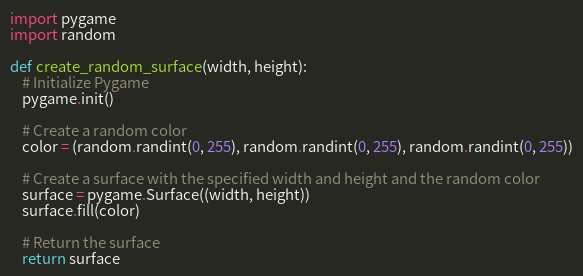 import pygame
import random
def create_random_surface(width, height):
# Initialize Pygame
pygame.init()
# Create a random color
color = (random.randint(0, 255), random.randint(0, 255), random.randint(0, 255))
# Create a surface with the specified width and height and the random color
surface = pygame.Surface((width, height))
surface.fill(color)
# Return the surface
return surface